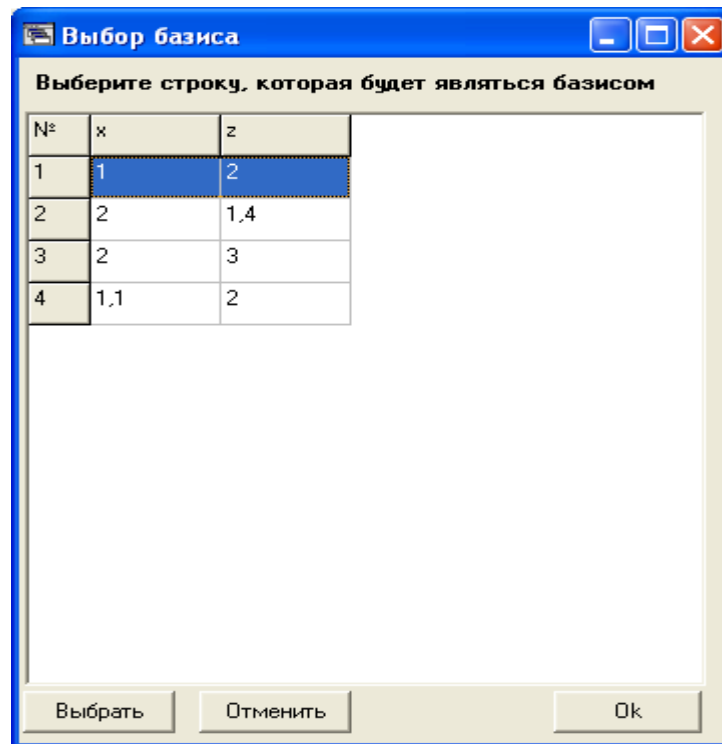 Выбор базиса
Выберите строку, которая будет являться базисом
№ x z
1 1 2
2 2 1,4
3 2 3
4 1,1 2
Выбрать Отменить Ok